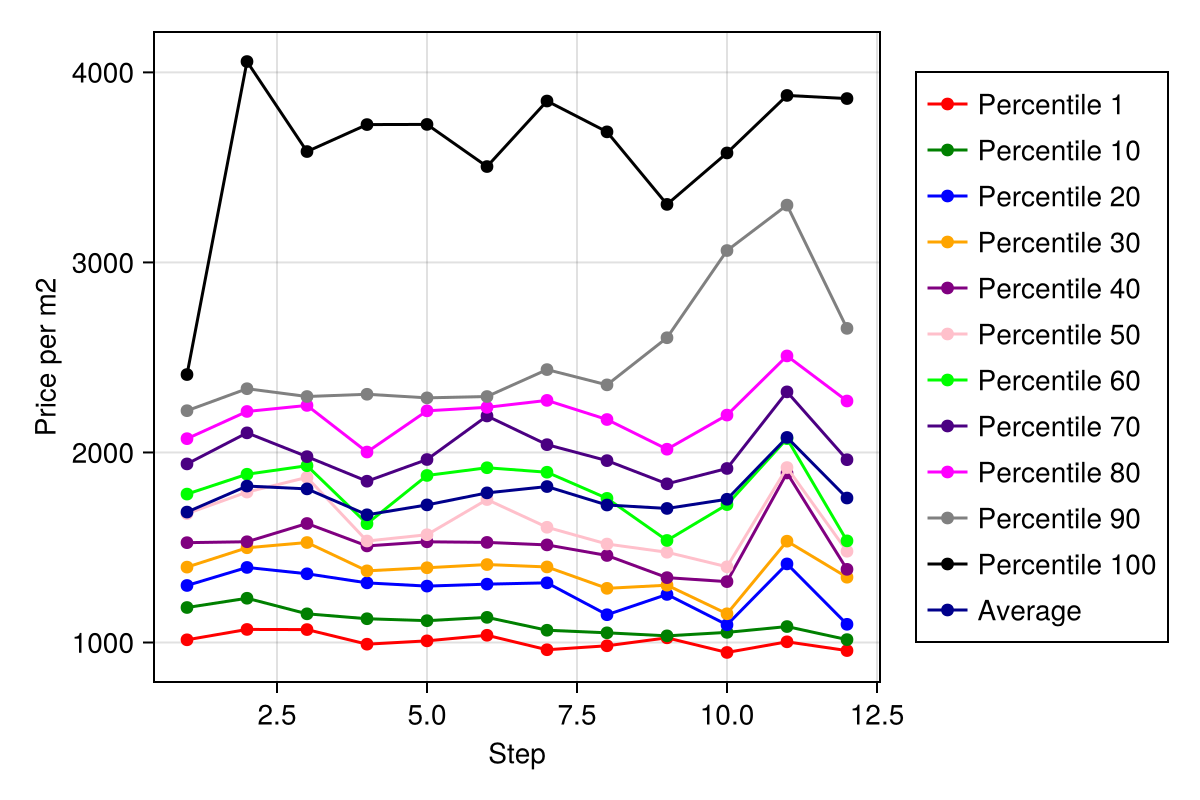 4000
3000
2000
1000
Price per m2
2.5
5.0
7.5
10.0
12.5
Step
Percentile 1
Percentile 10
Percentile 20
Percentile 30
Percentile 40
Percentile 50
Percentile 60
Percentile 70
Percentile 80
Percentile 90
Percentile 100
Average